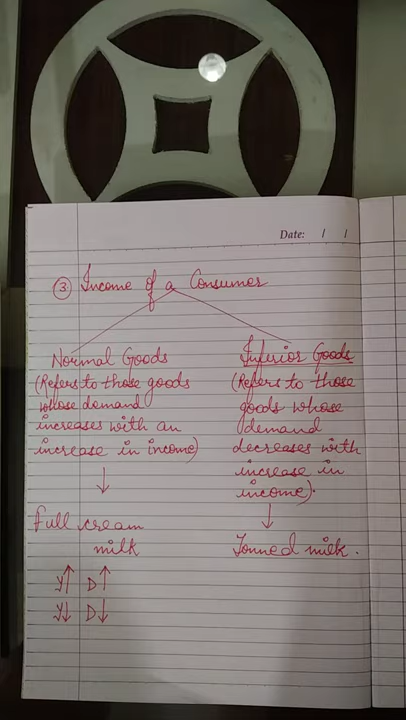 Date: / /
③ Income of a Consumer
Normal Goods
(Refers to those goods
whose demand
increases with an
increase in income)
↓
Full cream
milk
Y↑ D↑
Y↓ D↓
Inferior Goods
(Refers to those
goods whose
demand
decreases with
increase in
income).
↓
Tonned milk.